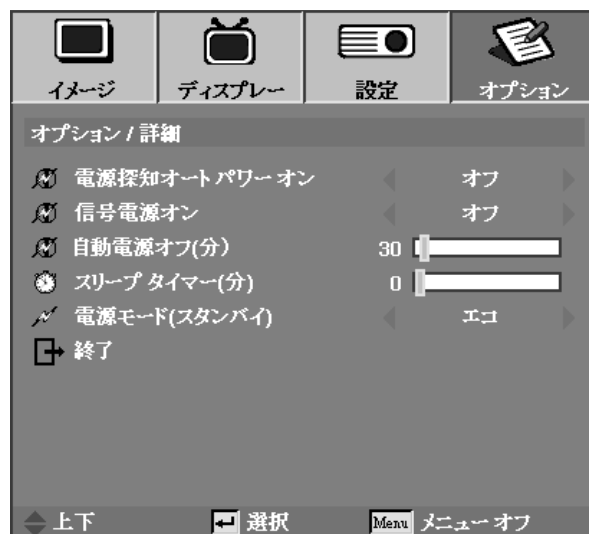 イメージ ディスプレー 設定 オプション
オプション / 詳細
電源探知オート パワー オン オフ
信号電源オン オフ
自動電源オフ(分) 30
スリープ タイマー(分) 0
電源モード(スタンバイ) エコ
終了
上下 選択 Menu メニュー オフ